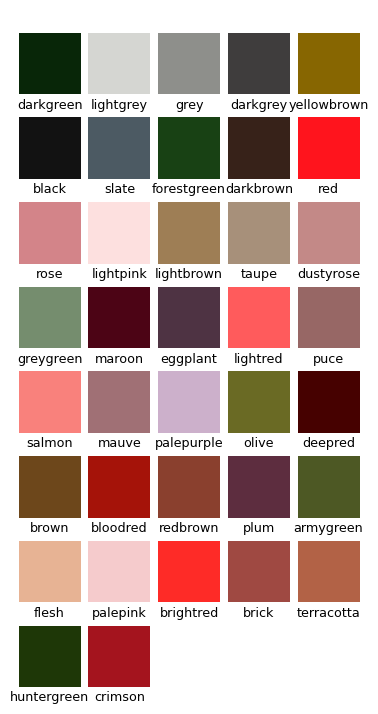 darkgreen lightgrey grey darkgrey yellowbrown
black slate forestgreen darkbrown red
rose lightpink lightbrown taupe dustyrose
greygreen maroon eggplant lightred puce
salmon mauve palepurple olive deepred
brown bloodred redbrown plum armygreen
flesh palepink brightred brick terracotta
huntergreen crimson